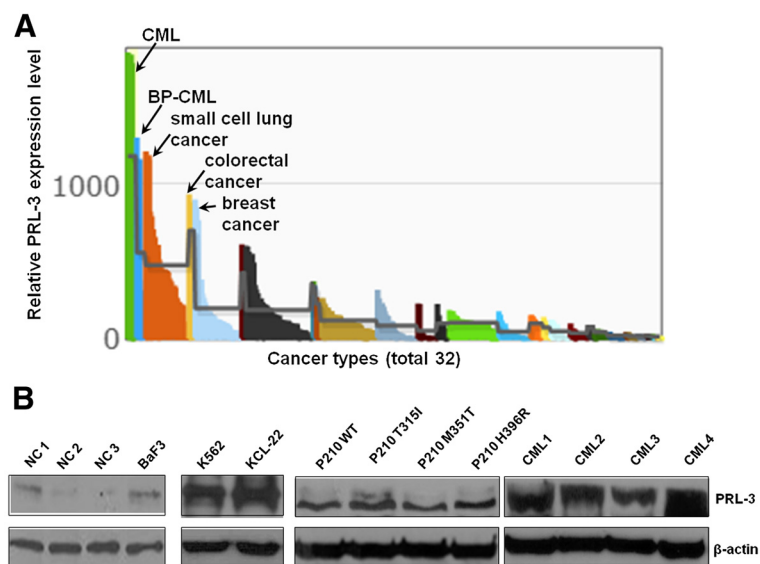 A
CML
BP-CML
small cell lung
cancer
colorectal
cancer
breast
cancer
Relative PRL-3 expression level
1000
0
Cancer types (total 32)
B
NC1 NC2 NC3 BaF3 K562 KCL-22 P210 WT P210 T315I P210 M351T P210 H396R CML1 CML2 CML3 CML4
PRL-3
β-actin